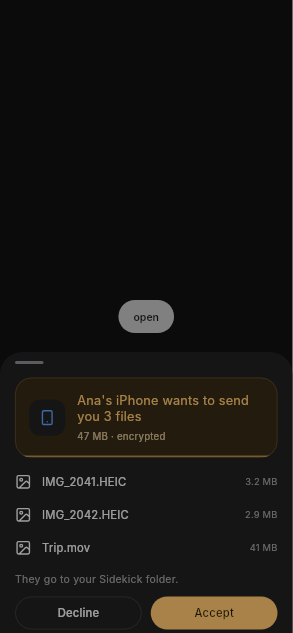 open
Ana's iPhone wants to send
you 3 files
47 MB · encrypted
IMG_2041.HEIC 3.2 MB
IMG_2042.HEIC 2.9 MB
Trip.mov 41 MB
They go to your Sidekick folder.
Decline Accept